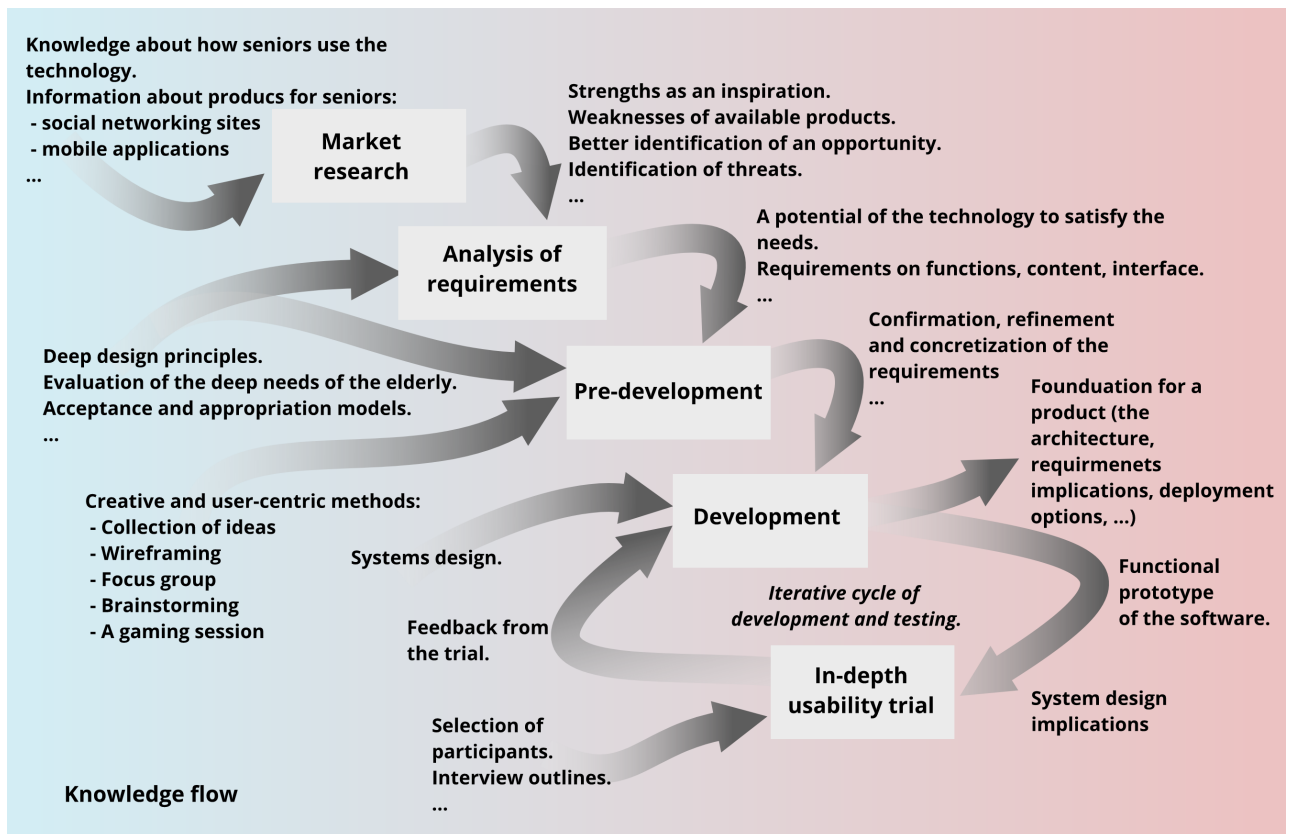 Knowledge about how seniors use the
technology.
Information about producs for seniors:
- social networking sites
- mobile applications
...
Market
research
Strengths as an inspiration.
Weaknesses of available products.
Better identification of an opportunity.
Identification of threats.
...
Analysis of
requirements
A potential of the technology to satisfy the
needs.
Requirements on functions, content, interface.
...
Deep design principles.
Evaluation of the deep needs of the elderly.
Acceptance and appropriation models.
...
Pre-development
Confirmation, refinement
and concretization of the
requirements
...
Creative and user-centric methods:
- Collection of ideas
- Wireframing
- Focus group
- Brainstorming
- A gaming session
Systems design.
Development
Founduation for a
product (the
architecture,
requirmenets
implications, deployment
options, ...)
Iterative cycle of
development and testing.
Functional
prototype
of the software.
Feedback from
the trial.
In-depth
usability trial
System design
implications
Selection of
participants.
Interview outlines.
...
Knowledge flow